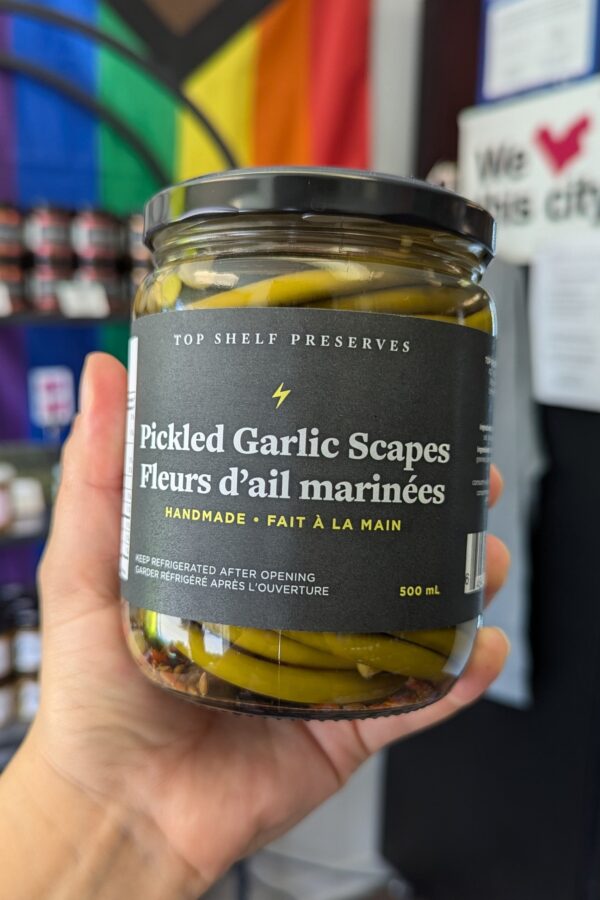 We
this city
TOP SHELF PRESERVES
Pickled Garlic Scapes
Fleurs d'ail marinées
HANDMADE • FAIT À LA MAIN
KEEP REFRIGERATED AFTER OPENING
GARDER RÉFRIGÉRÉ APRÈS L'OUVERTURE
500 mL